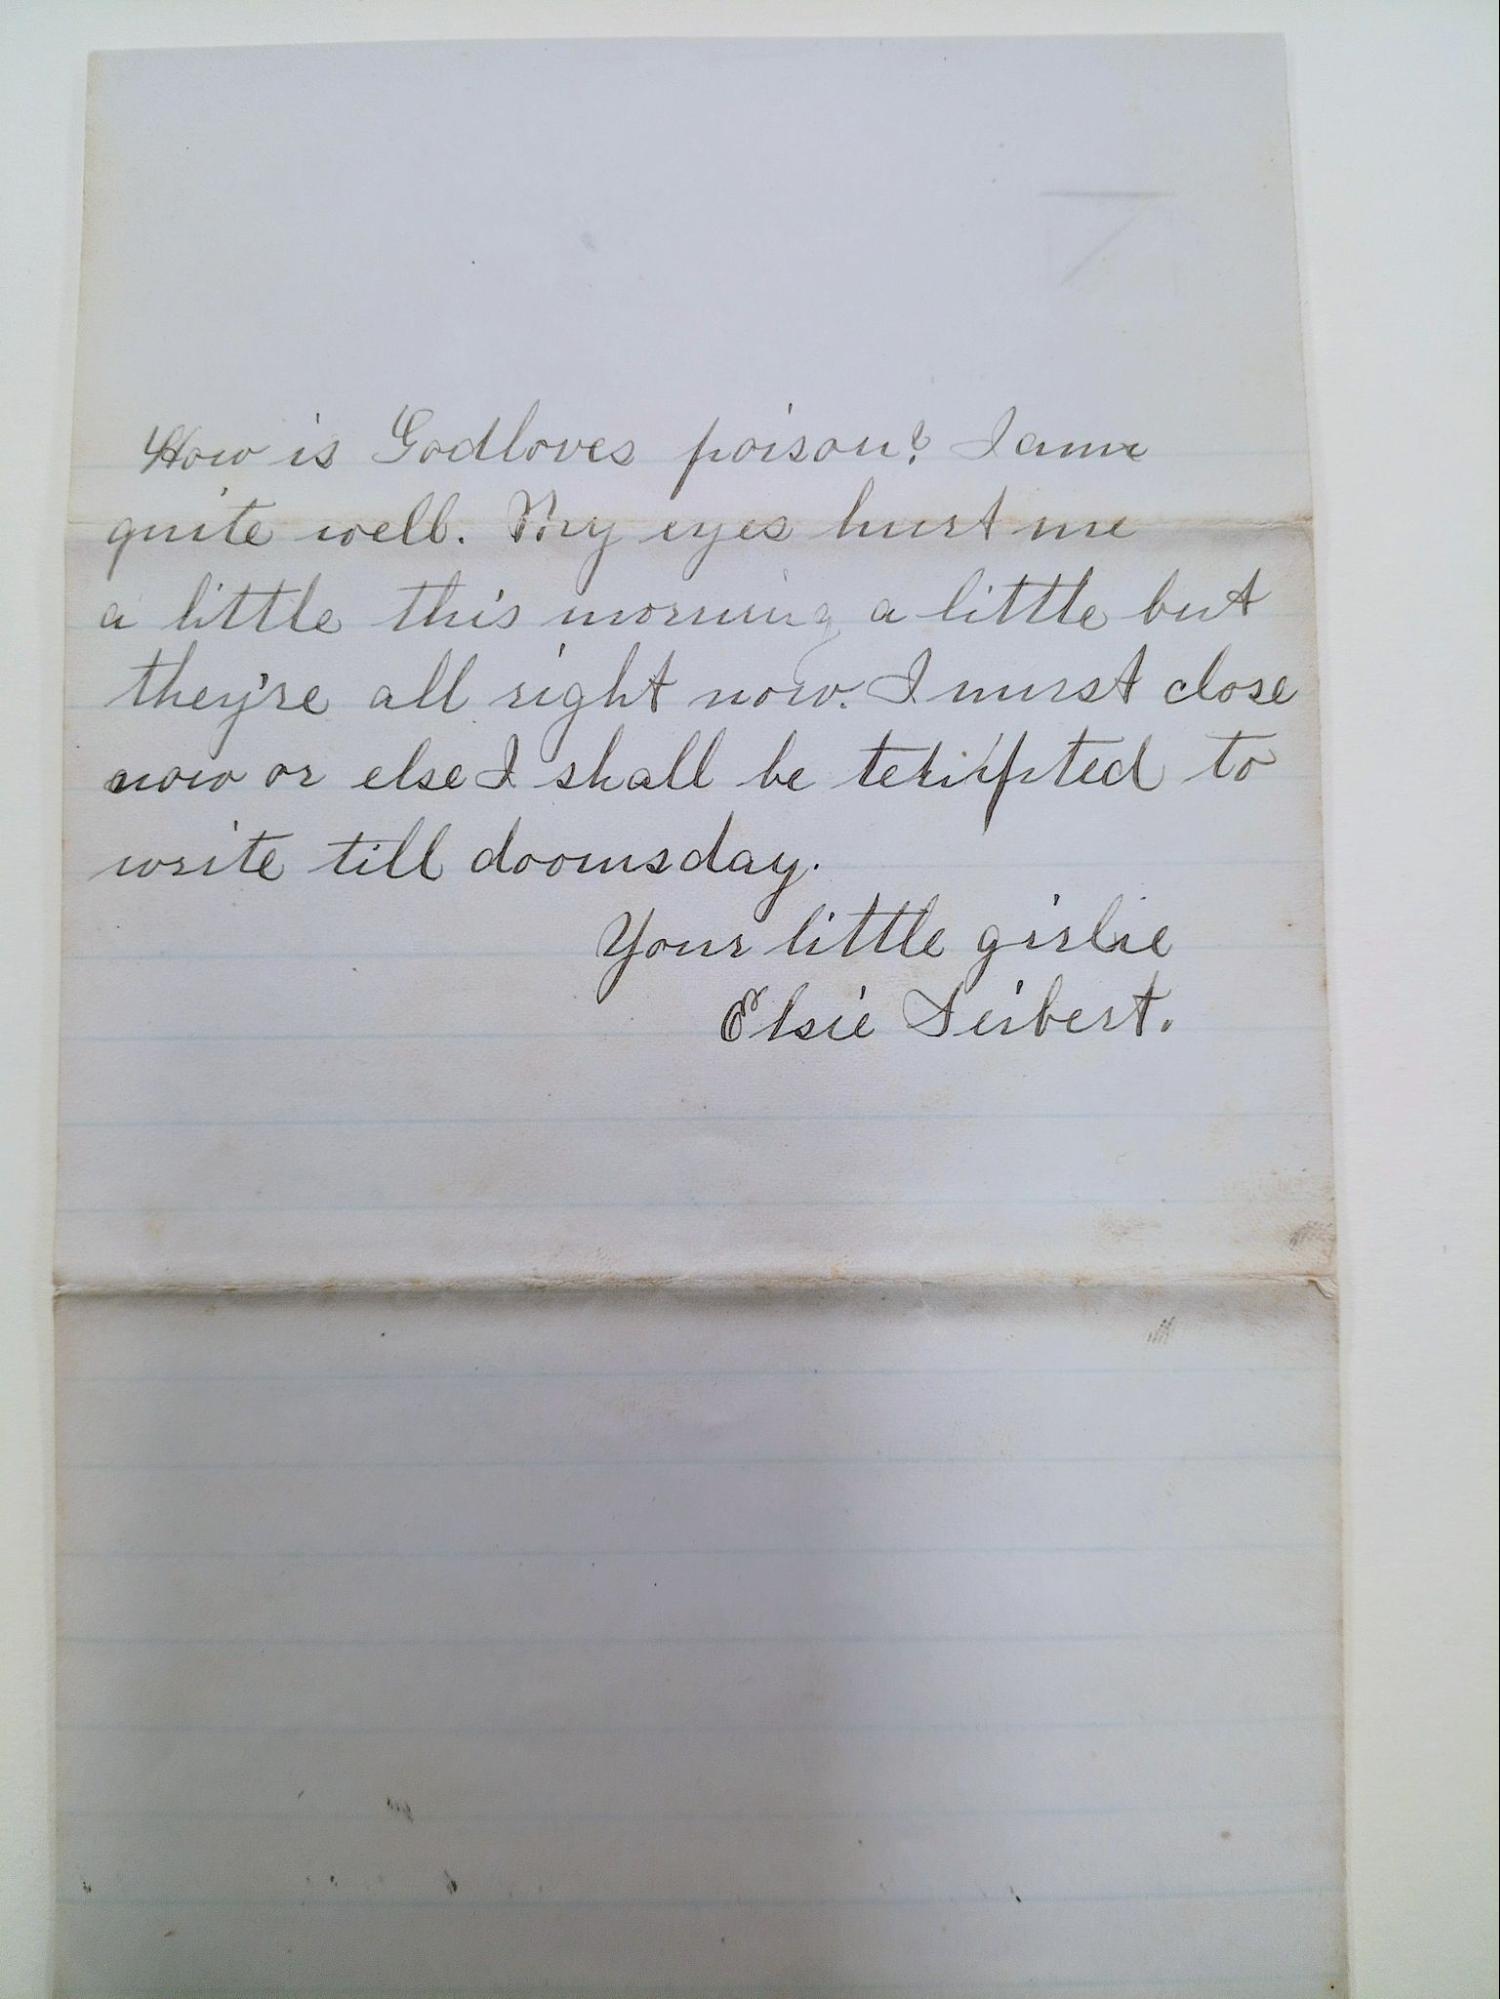 How is Godloves poison? I am
quite well. My eyes hurt me
a little this morning a little but
they're all right now. I must close
now or else I shall be tempted to
write till doomsday.
Your little girlie
Elsie Seibert.